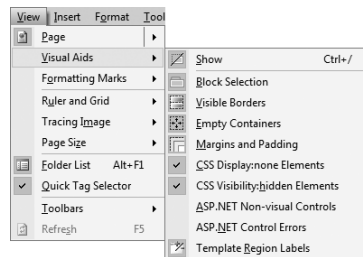 View Insert Format Tool
Page
Visual Aids
Formatting Marks
Ruler and Grid
Tracing Image
Page Size
Folder List Alt+F1
Quick Tag Selector
Toolbars
Refresh F5
Show Ctrl+/
Block Selection
Visible Borders
Empty Containers
Margins and Padding
CSS Display:none Elements
CSS Visibility:hidden Elements
ASP.NET Non-visual Controls
ASP.NET Control Errors
Template Region Labels